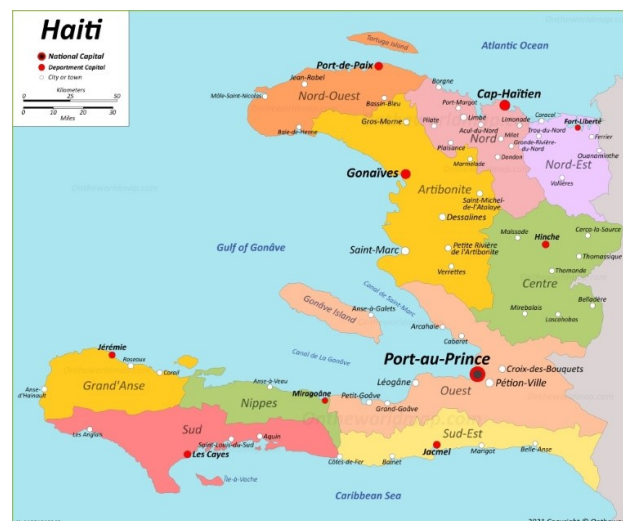 Haiti
National Capital
Department Capital
City or town
Kilometers
0 25 50
Miles
Tortuga Island
Atlantic Ocean
Port-de-Paix
Jean-Rabel
Môle-Saint-Nicolas
Nord-Ouest
Bassin-Bleu
Baie-de-Henne
Borgne
Cap-Haïtien
Port-Margot
Limbé
Limonade
Caracol
Fort-Liberté
Pilate
Acul-du-Nord
Trou-du-Nord
Ferrier
Gros-Morne
Nord
Milot
Grande-Rivière
du Nord
Ouanaminthe
Plaisance
Nord-Est
Marmelade
Dondon
Vallières
Gonaïves
Artibonite
Saint-Michel-
de-l'Atalaye
Dessalines
Hinche
Maïssade
Cerca-la-Source
Gulf of Gonâve
Saint-Marc
Petite Rivière
de l'Artibonite
Thomassique
Verrettes
Thomonde
Centre
Canal de Saint-Marc
Gonâve Island
Anse-à-Galets
Mirebalais
Lascahobas
Belladère
Arcahaie
Cabaret
Canal de La Gonâve
Port-au-Prince
Croix-des-Bouquets
Pétion-Ville
Jérémie
Roseaux
Corail
Anse-
d'Hainault
Grand'Anse
Anse-à-Veau
Nippes
Miragoâne
Petit-Goâve
Grand-Goâve
Léogâne
Ouest
Sud
Les Anglais
Saint-Louis-du-Sud
Aquin
Les Cayes
Île-à-Vache
Sud-Est
Côtes-de-Fer
Bainet
Jacmel
Marigot
Belle-Anse
Caribbean Sea